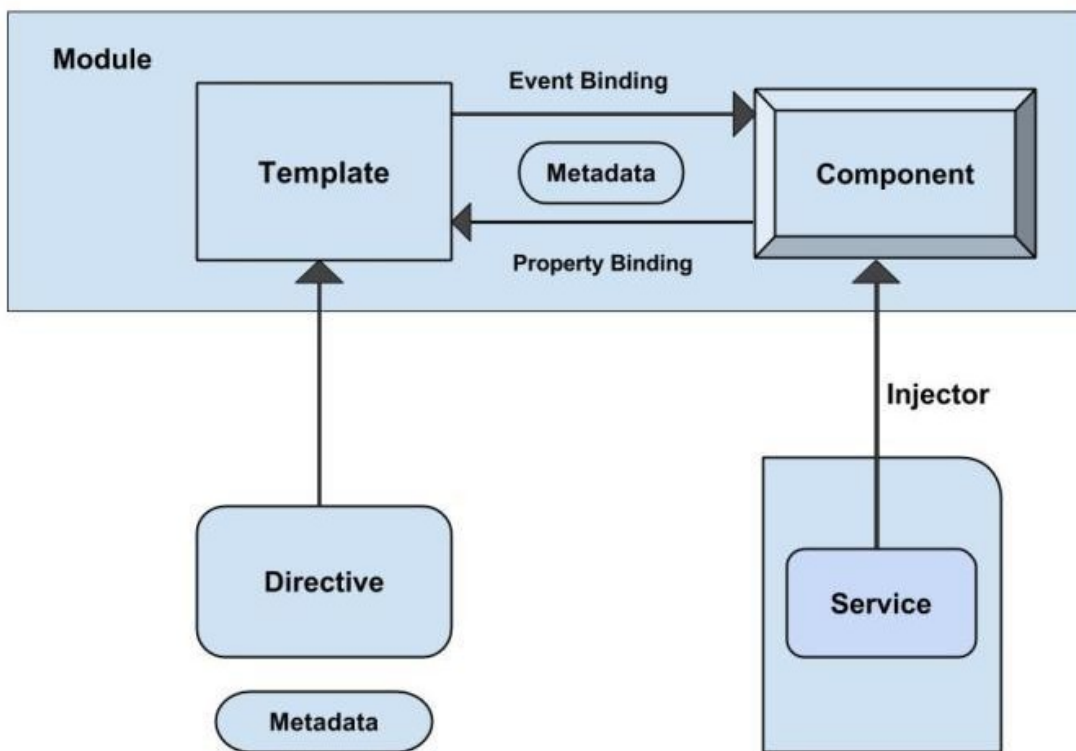 Module
Event Binding
Template
Metadata
Component
Property Binding
Injector
Directive
Service
Metadata